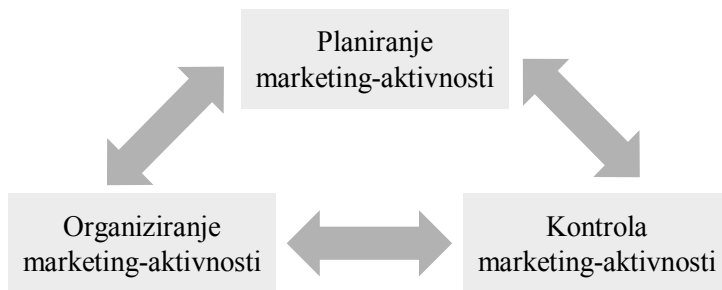 Planiranje
marketing-aktivnosti
Organiziranje
marketing-aktivnosti
Kontrola
marketing-aktivnosti